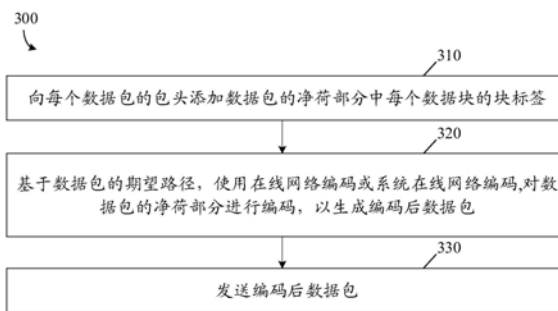 300
310
向每个数据包的包头添加数据包的净荷部分中每个数据块的块标签
320
基于数据包的期望路径，使用在线网络编码或系统在线网络编码,对数
据包的净荷部分进行编码，以生成编码后数据包
330
发送编码后数据包